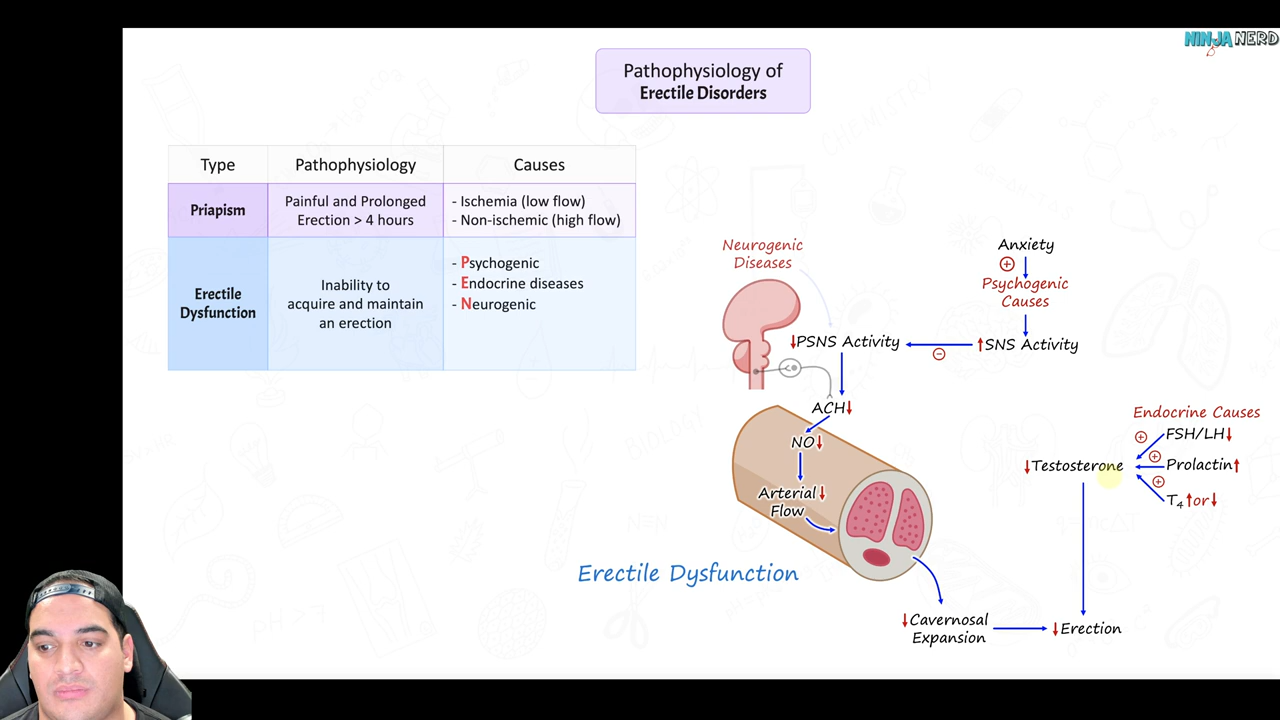 NINJA NERD
Pathophysiology of
Erectile Disorders
Type
Pathophysiology
Causes
Priapism
Painful and Prolonged
Erection > 4 hours
- Ischemia (low flow)
- Non-ischemic (high flow)
Erectile
Dysfunction
Inability to
acquire and maintain
an erection
- Psychogenic
- Endocrine diseases
- Neurogenic
Neurogenic
Diseases
Anxiety
+
Psychogenic
Causes
↓PSNS Activity
−
↑SNS Activity
ACH↓
NO↓
Arterial↓
Flow
Endocrine Causes
+ FSH/LH↓
↓Testosterone
+ Prolactin↑
+ T₄↑or↓
Erectile Dysfunction
↓Cavernosal
Expansion
↓Erection